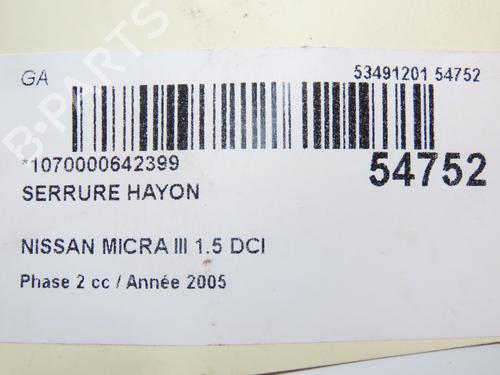 GA
53491201 54752
*1070000642399
54752
SERRURE HAYON
NISSAN MICRA III 1.5 DCI
Phase 2 cc / Année 2005
B-PARTS